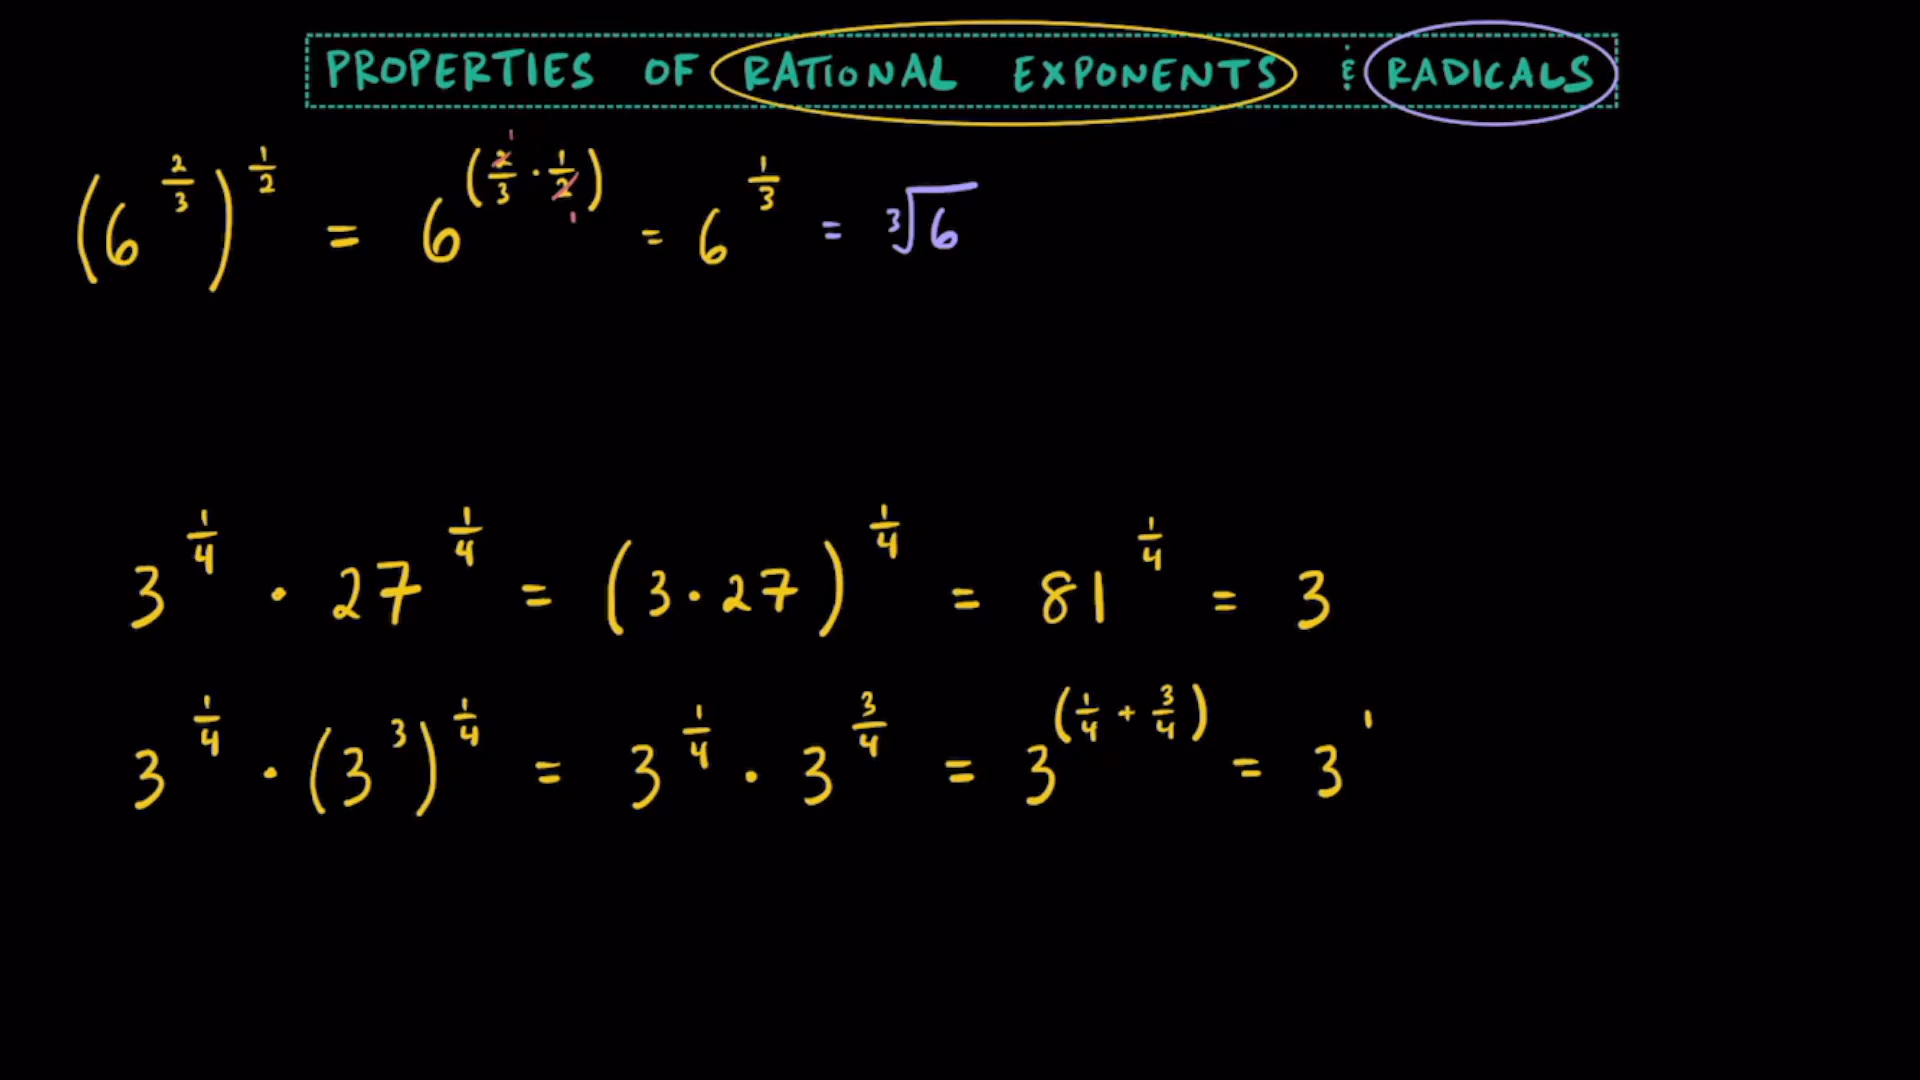 PROPERTIES OF RATIONAL EXPONENTS & RADICALS
(6^(2/3))^(1/2) = 6^(2/3 · 1/2) 1 1 = 6^(1/3) = ∛6
3^(1/4) · 27^(1/4) = (3 · 27)^(1/4) = 81^(1/4) = 3
3^(1/4) · (3^3)^(1/4) = 3^(1/4) · 3^(3/4) = 3^(1/4 + 3/4) = 3^1